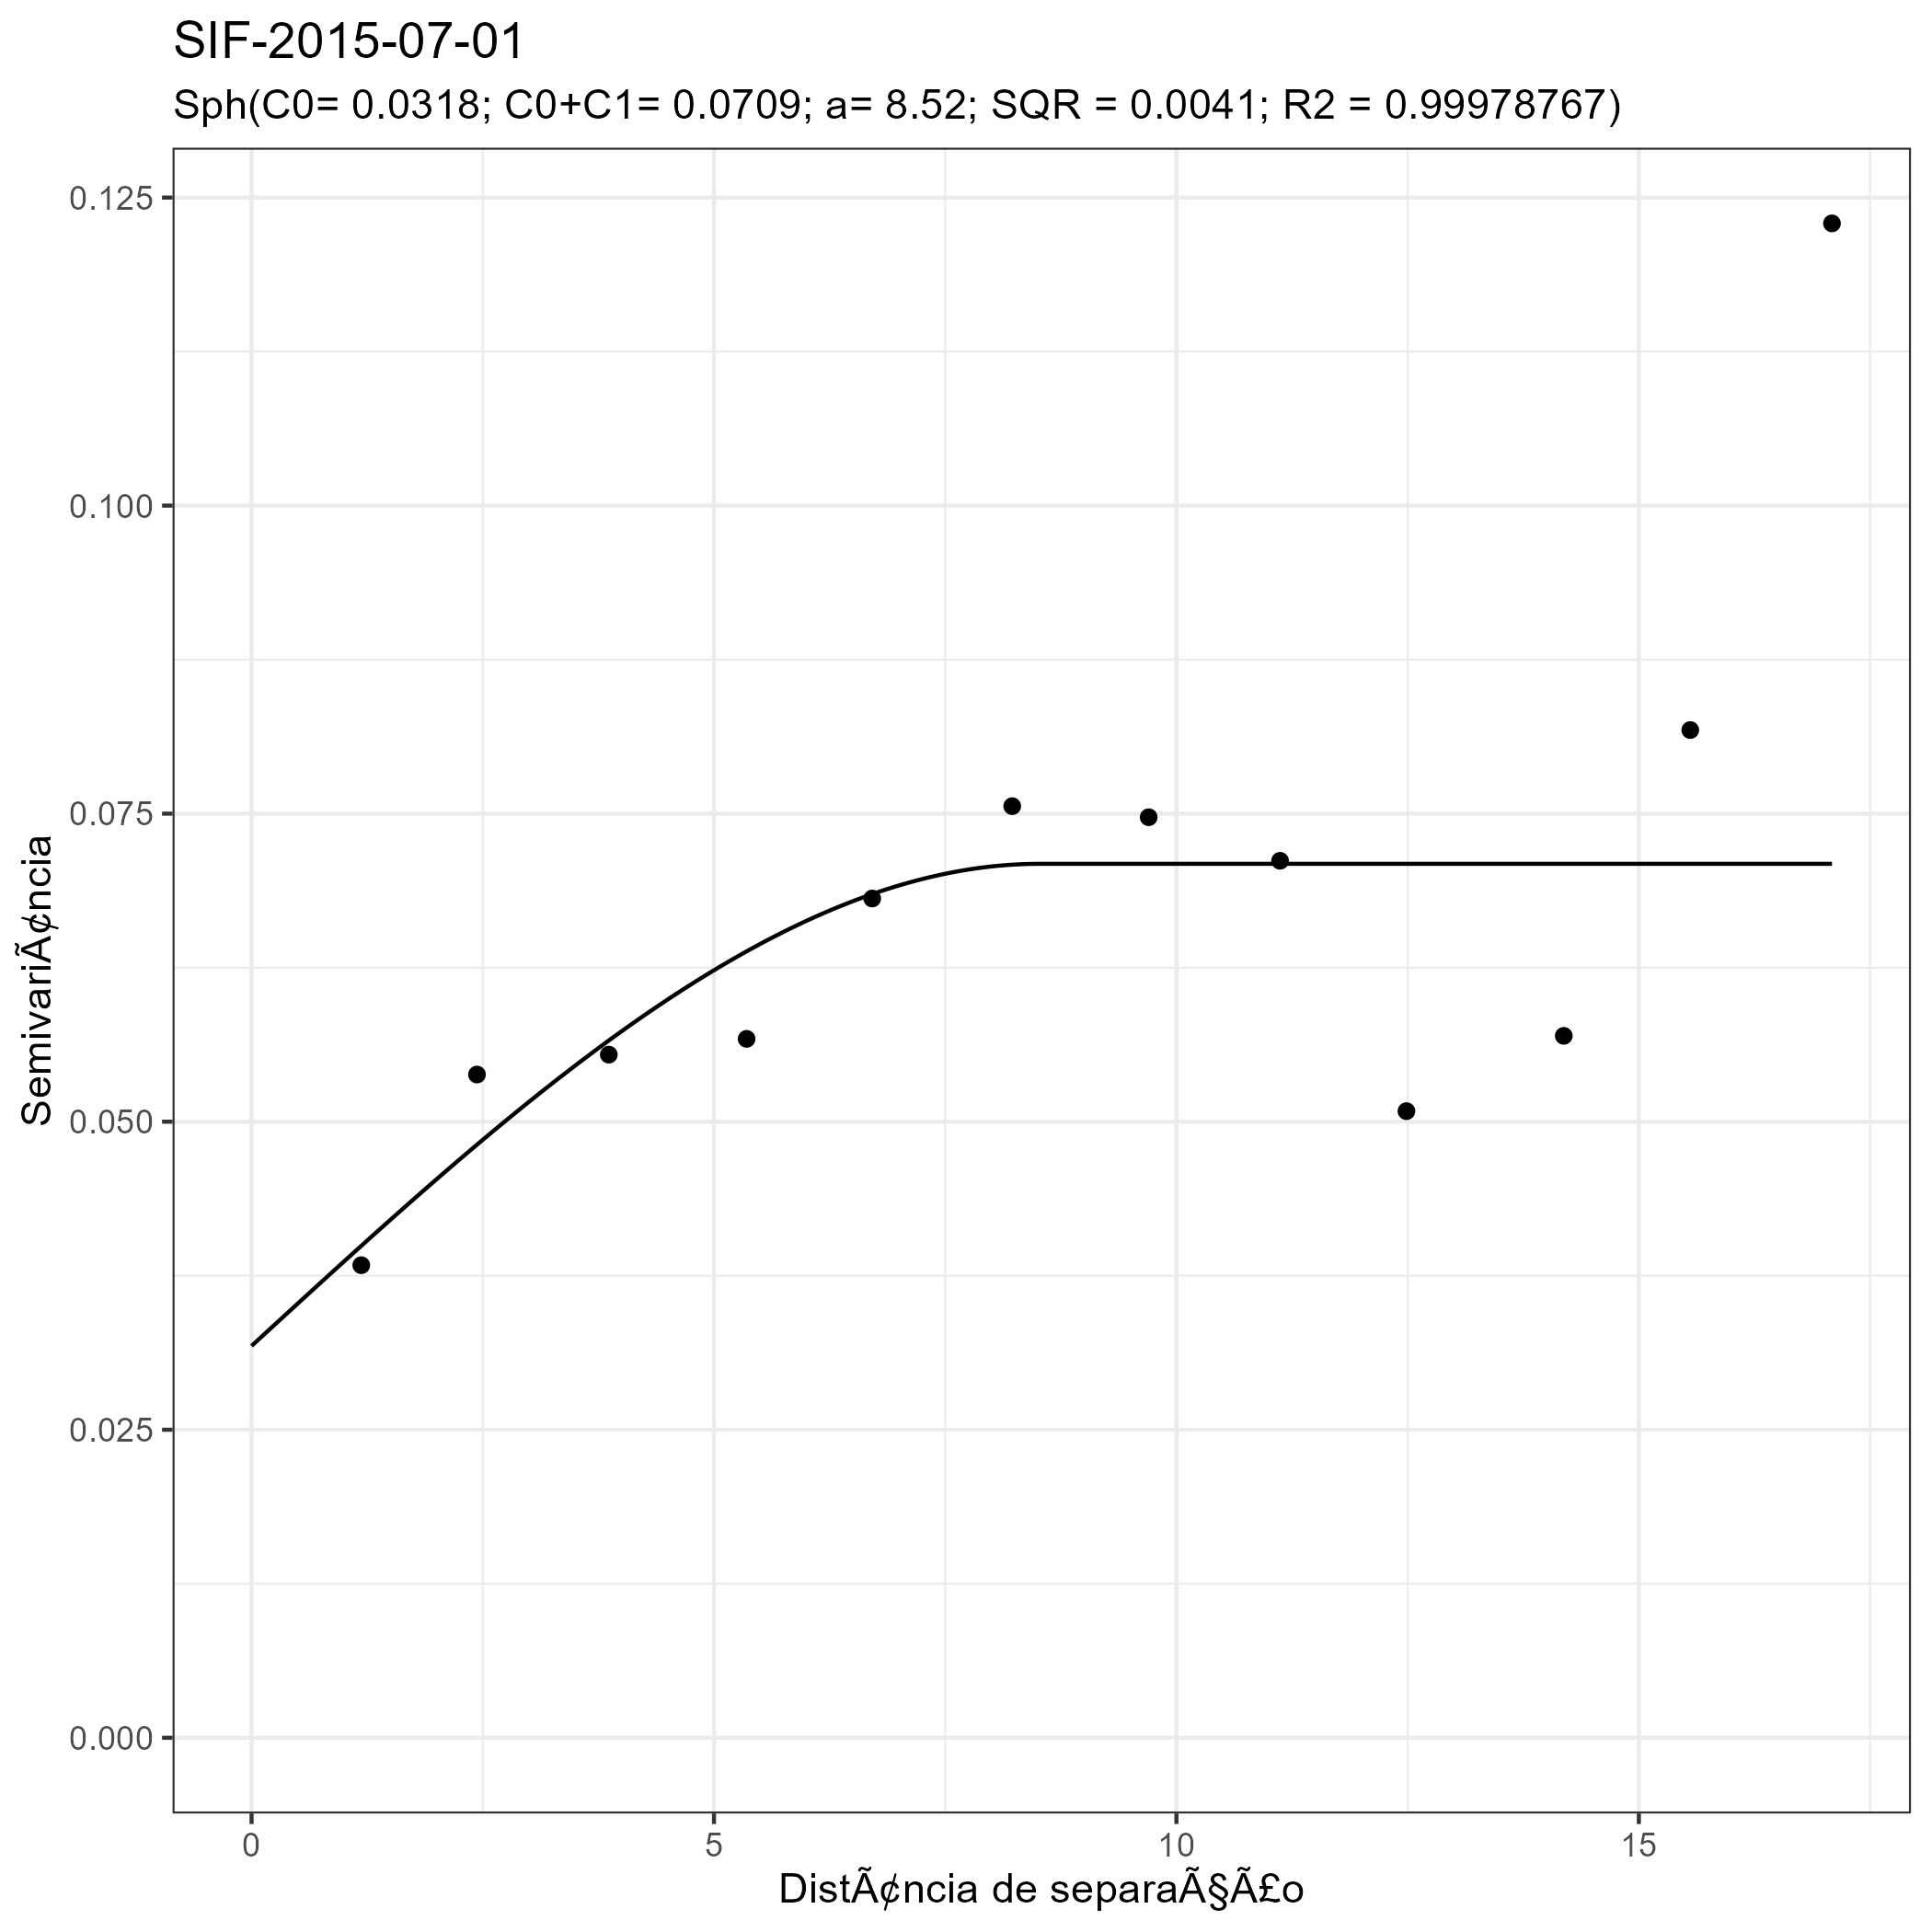 SIF-2015-07-01
Sph(C0= 0.0318; C0+C1= 0.0709; a= 8.52; SQR = 0.0041; R2 = 0.99978767)
0.125
0.100
0.075
0.050
0.025
0.000
SemivariÃ¢ncia
0 5 10 15
DistÃ¢ncia de separaÃ§Ã£o